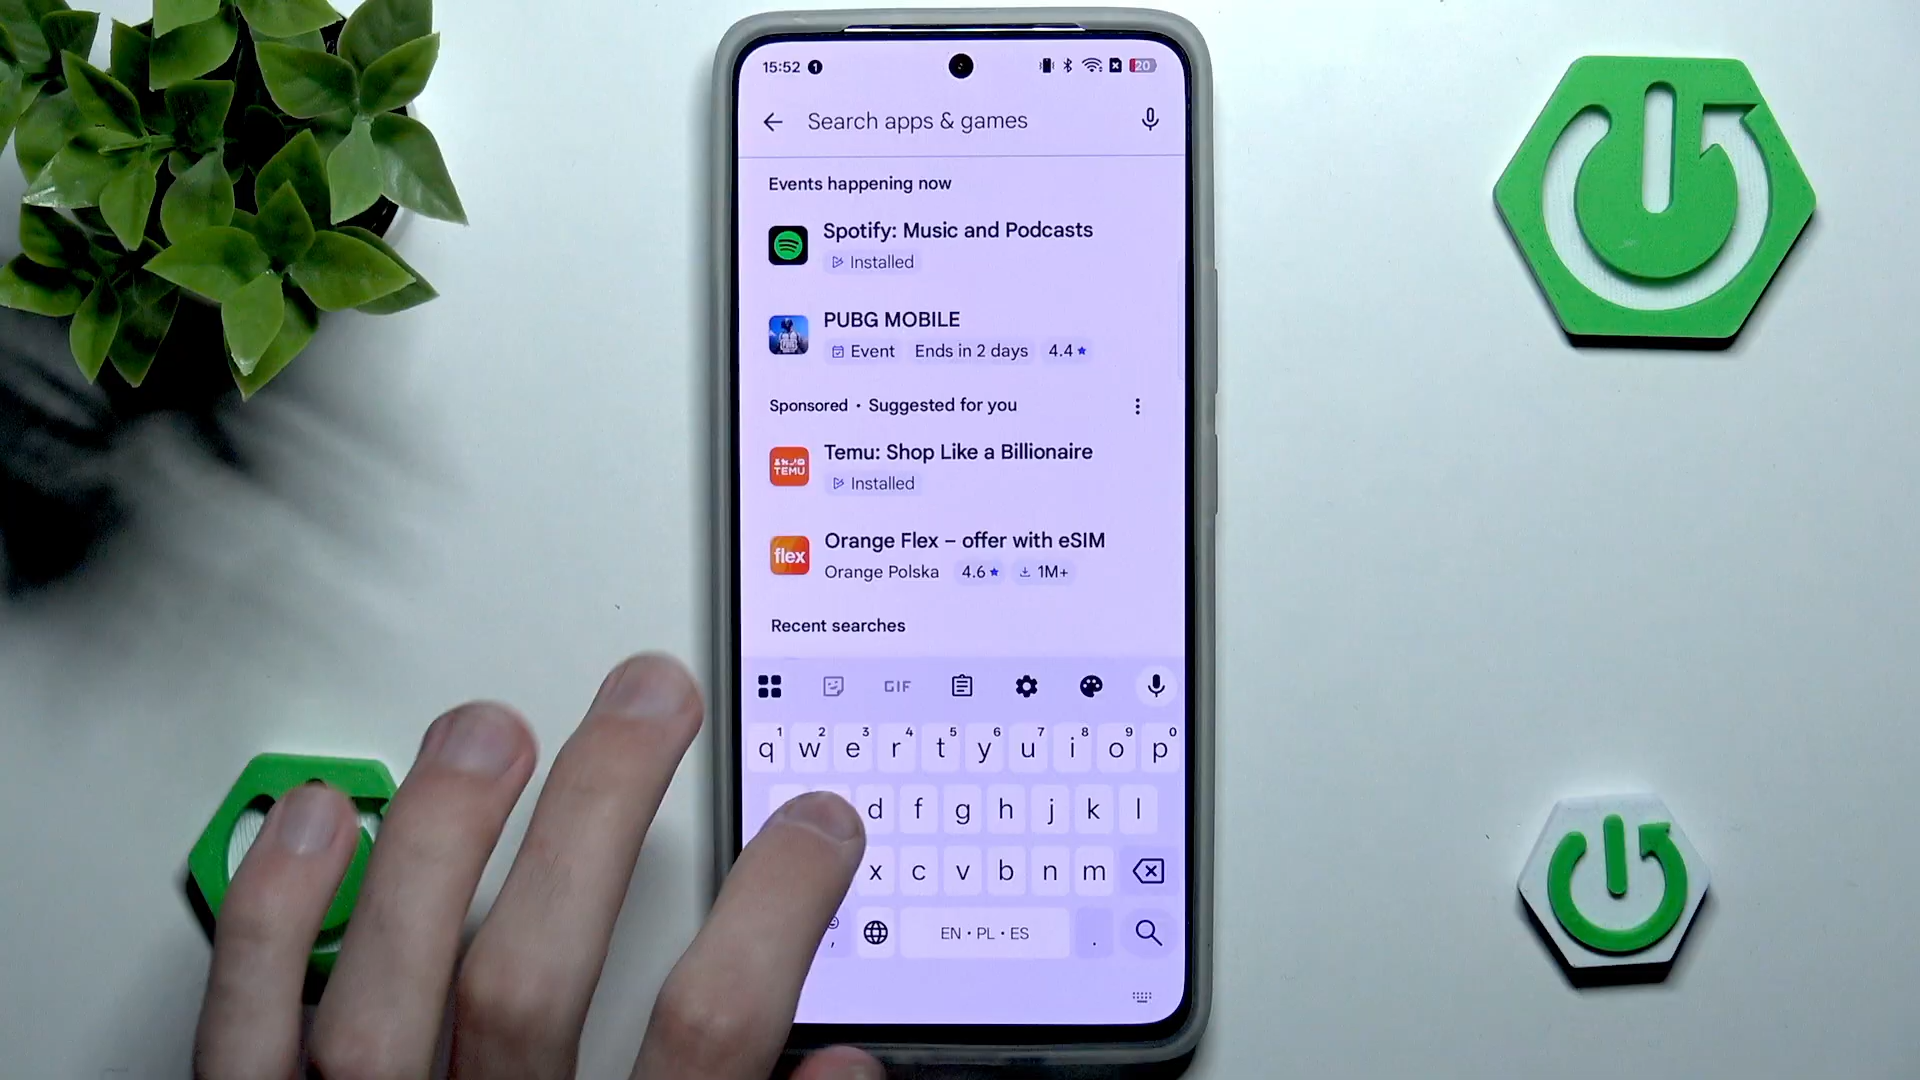 15:52 1
20
Search apps & games
Events happening now
Spotify: Music and Podcasts
Installed
PUBG MOBILE
Event Ends in 2 days 4.4
Sponsored • Suggested for you
TEMU
Temu: Shop Like a Billionaire
Installed
flex
Orange Flex – offer with eSIM
Orange Polska 4.6 1M+
Recent searches
GIF
1 2 3 4 5 6 7 8 9 0
q w e r t y u i o p
d f g h j k l
x c v b n m
, EN • PL • ES .